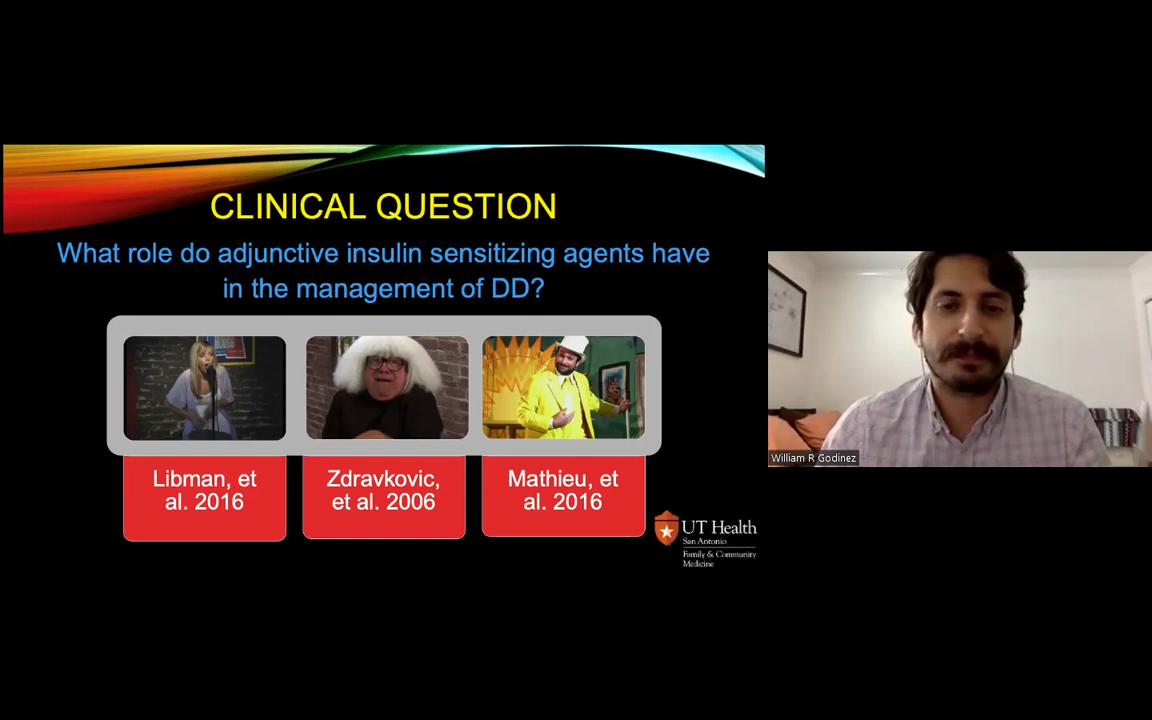 CLINICAL QUESTION
What role do adjunctive insulin sensitizing agents have
in the management of DD?
Libman, et
al. 2016
Zdravkovic,
et al. 2006
Mathieu, et
al. 2016
UT Health
San Antonio
Family & Community
Medicine
William R Godinez